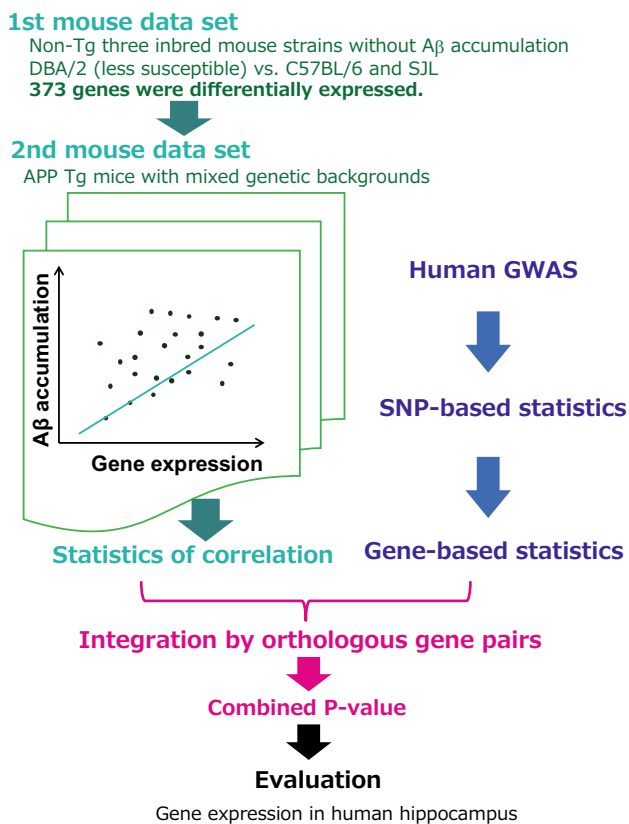 1st mouse data set
Non-Tg three inbred mouse strains without Aβ accumulation
DBA/2 (less susceptible) vs. C57BL/6 and SJL
373 genes were differentially expressed.
2nd mouse data set
APP Tg mice with mixed genetic backgrounds
Aβ accumulation
Gene expression
Statistics of correlation
Human GWAS
SNP-based statistics
Gene-based statistics
Integration by orthologous gene pairs
Combined P-value
Evaluation
Gene expression in human hippocampus